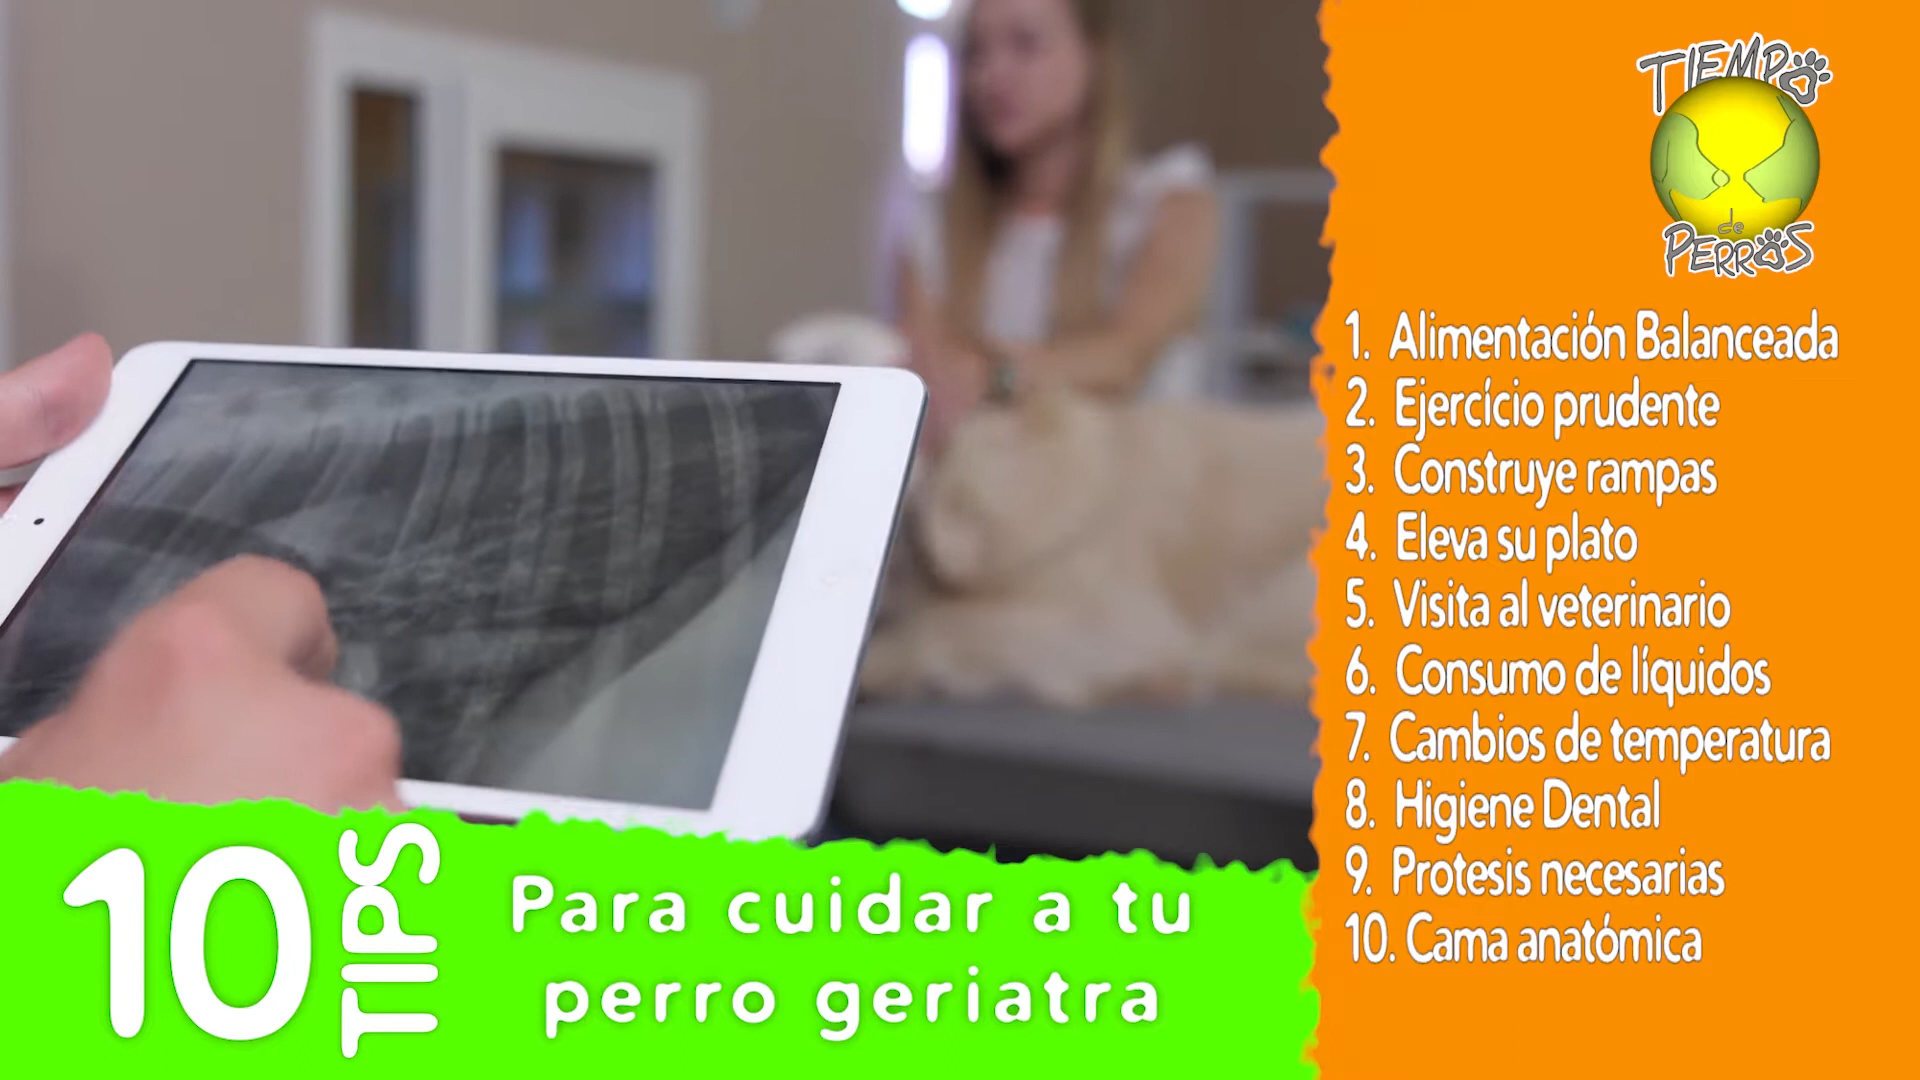 TIEMPO
de
PERROS
1. Alimentación Balanceada
2. Ejercício prudente
3. Construye rampas
4. Eleva su plato
5. Visita al veterinario
6. Consumo de líquidos
7. Cambios de temperatura
8. Higiene Dental
9. Protesis necesarias
10. Cama anatómica
10 TIPS
Para cuidar a tu
perro geriatra